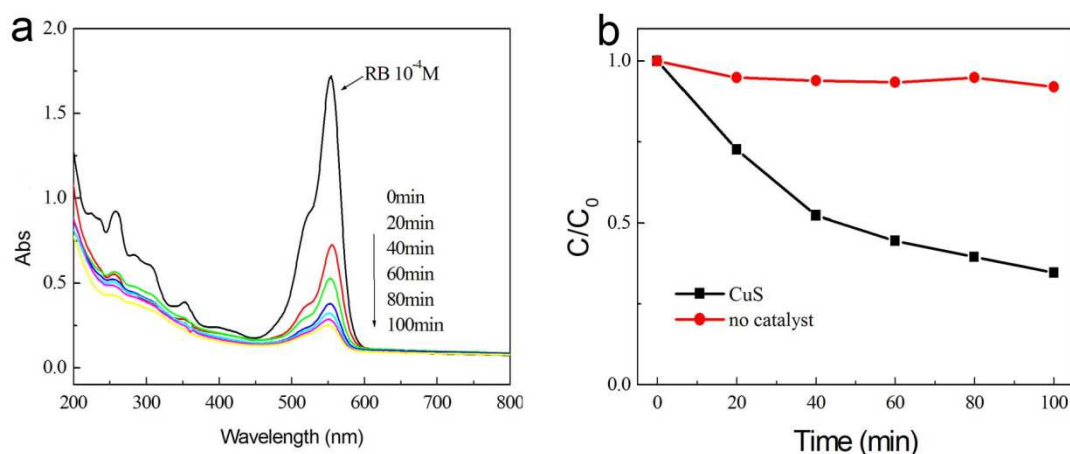 a
2.0
1.5
1.0
0.5
0.0
Abs
RB 10⁻⁴M
0min
20min
40min
60min
80min
100min
200 300 400 500 600 700 800
Wavelength (nm)
b
1.0
0.5
0.0
C/C₀
CuS
no catalyst
0 20 40 60 80 100
Time (min)